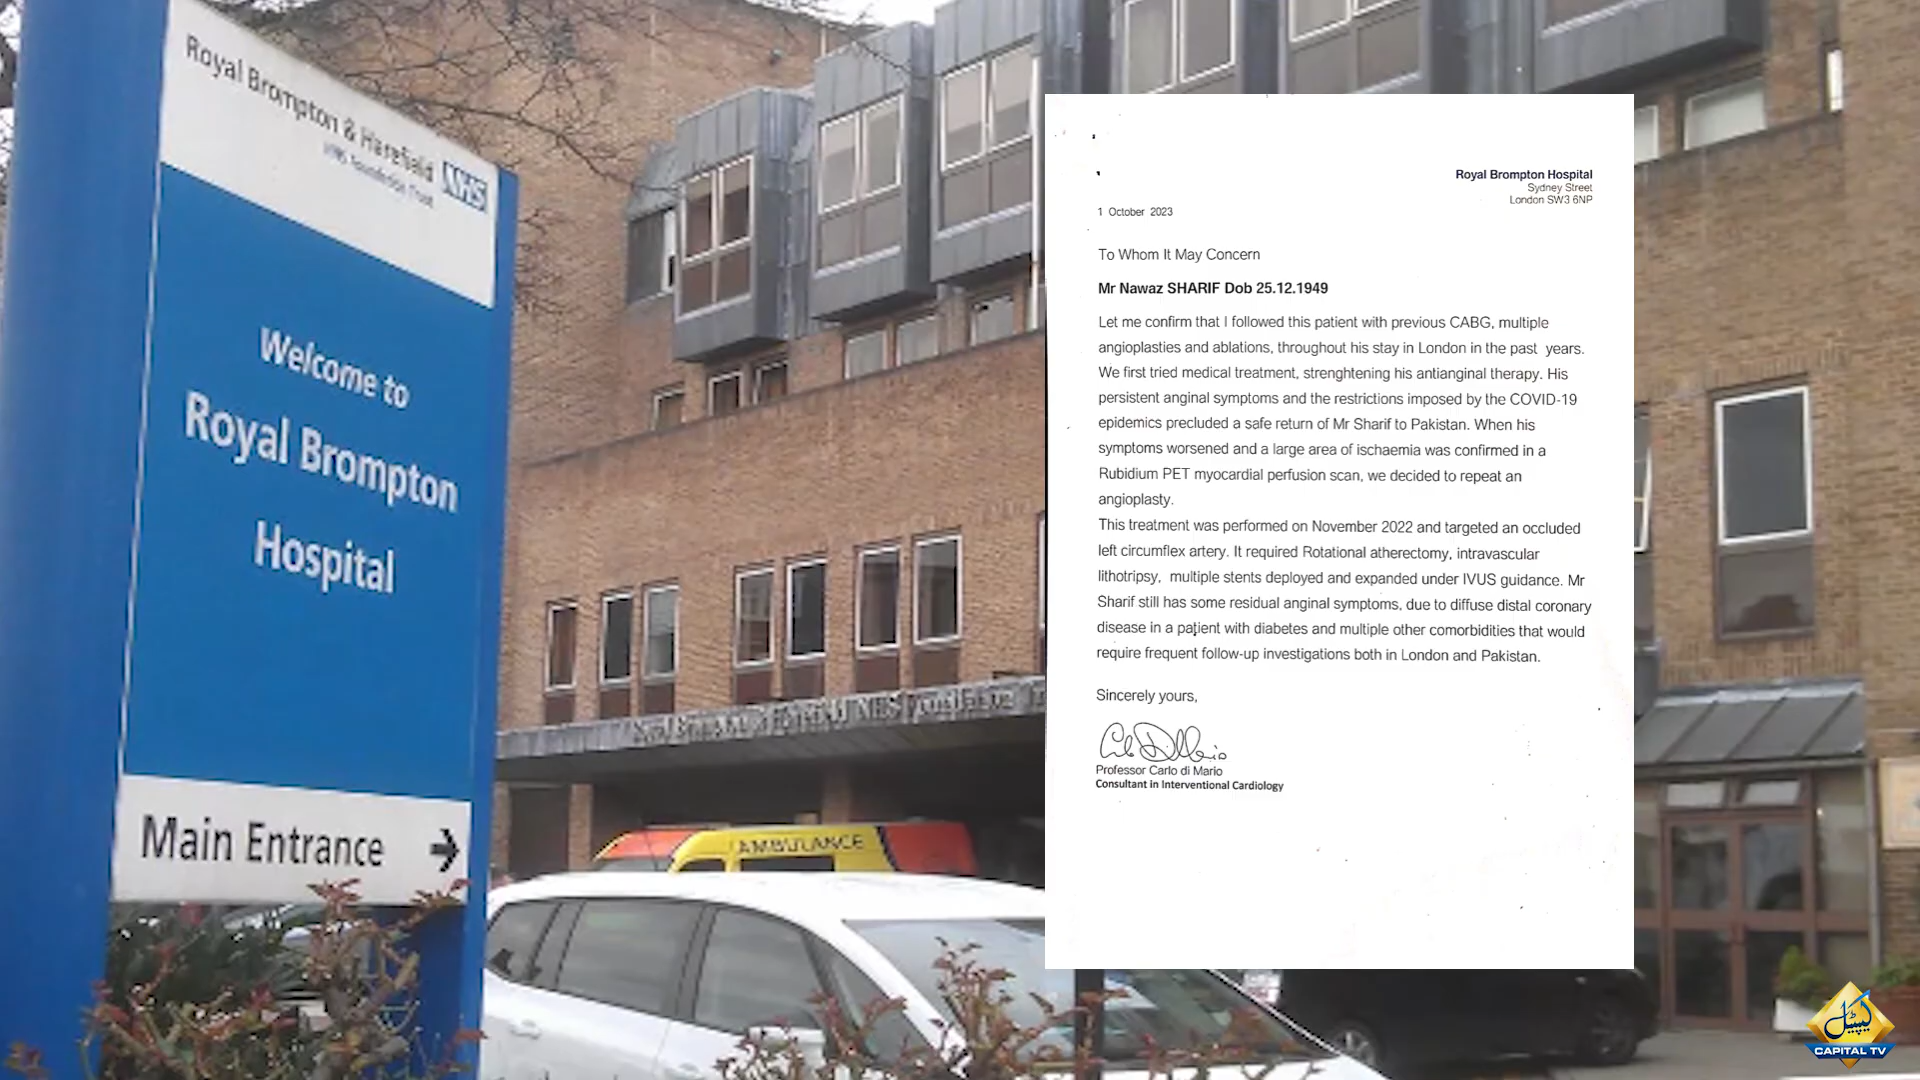 Royal Brompton & Harefield
NHS Foundation Trust
NHS
Welcome to
Royal Brompton
Hospital
Main Entrance
Royal Brompton & Harefield NHS Foundation
AMBULANCE
Royal Brompton Hospital
Sydney Street
London SW3 6NP
1 October 2023
To Whom It May Concern
Mr Nawaz SHARIF Dob 25.12.1949
Let me confirm that I followed this patient with previous CABG, multiple
angioplasties and ablations, throughout his stay in London in the past years.
We first tried medical treatment, strenghtening his antianginal therapy. His
persistent anginal symptoms and the restrictions imposed by the COVID-19
epidemics precluded a safe return of Mr Sharif to Pakistan. When his
symptoms worsened and a large area of ischaemia was confirmed in a
Rubidium PET myocardial perfusion scan, we decided to repeat an
angioplasty.
This treatment was performed on November 2022 and targeted an occluded
left circumflex artery. It required Rotational atherectomy, intravascular
lithotripsy, multiple stents deployed and expanded under IVUS guidance. Mr
Sharif still has some residual anginal symptoms, due to diffuse distal coronary
disease in a patient with diabetes and multiple other comorbidities that would
require frequent follow-up investigations both in London and Pakistan.
Sincerely yours,
Professor Carlo di Mario
Consultant in Interventional Cardiology
کیپیٹل
CAPITAL TV